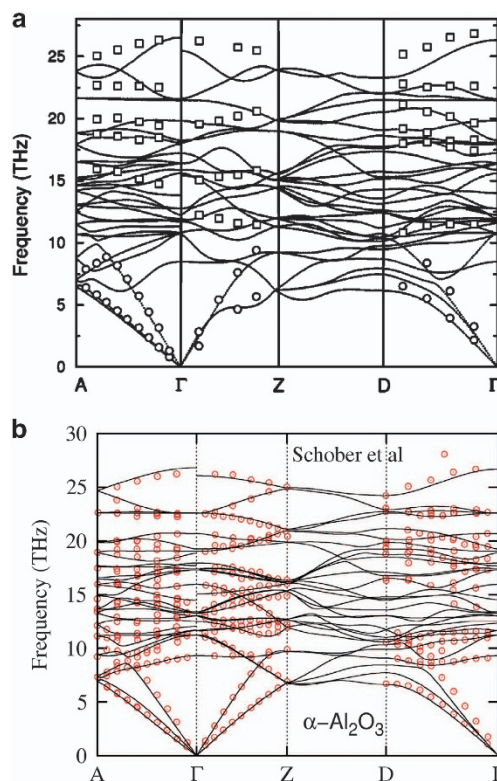 a
25
20
15
10
5
0
Frequency (THz)
A Γ Z D Γ
b
30
25
20
15
10
5
0
Frequency (THz)
Schober et al
α-Al₂O₃
A Γ Z D Γ